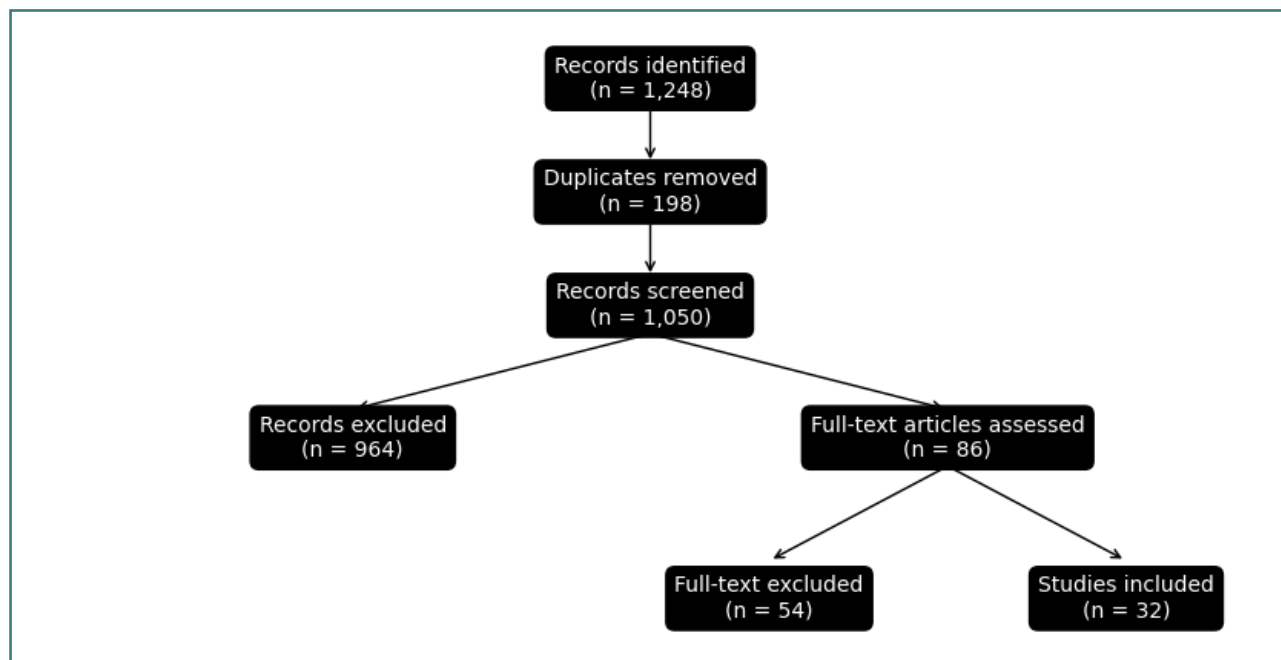 Records identified
(n = 1,248)
Duplicates removed
(n = 198)
Records screened
(n = 1,050)
Records excluded
(n = 964)
Full-text articles assessed
(n = 86)
Full-text excluded
(n = 54)
Studies included
(n = 32)